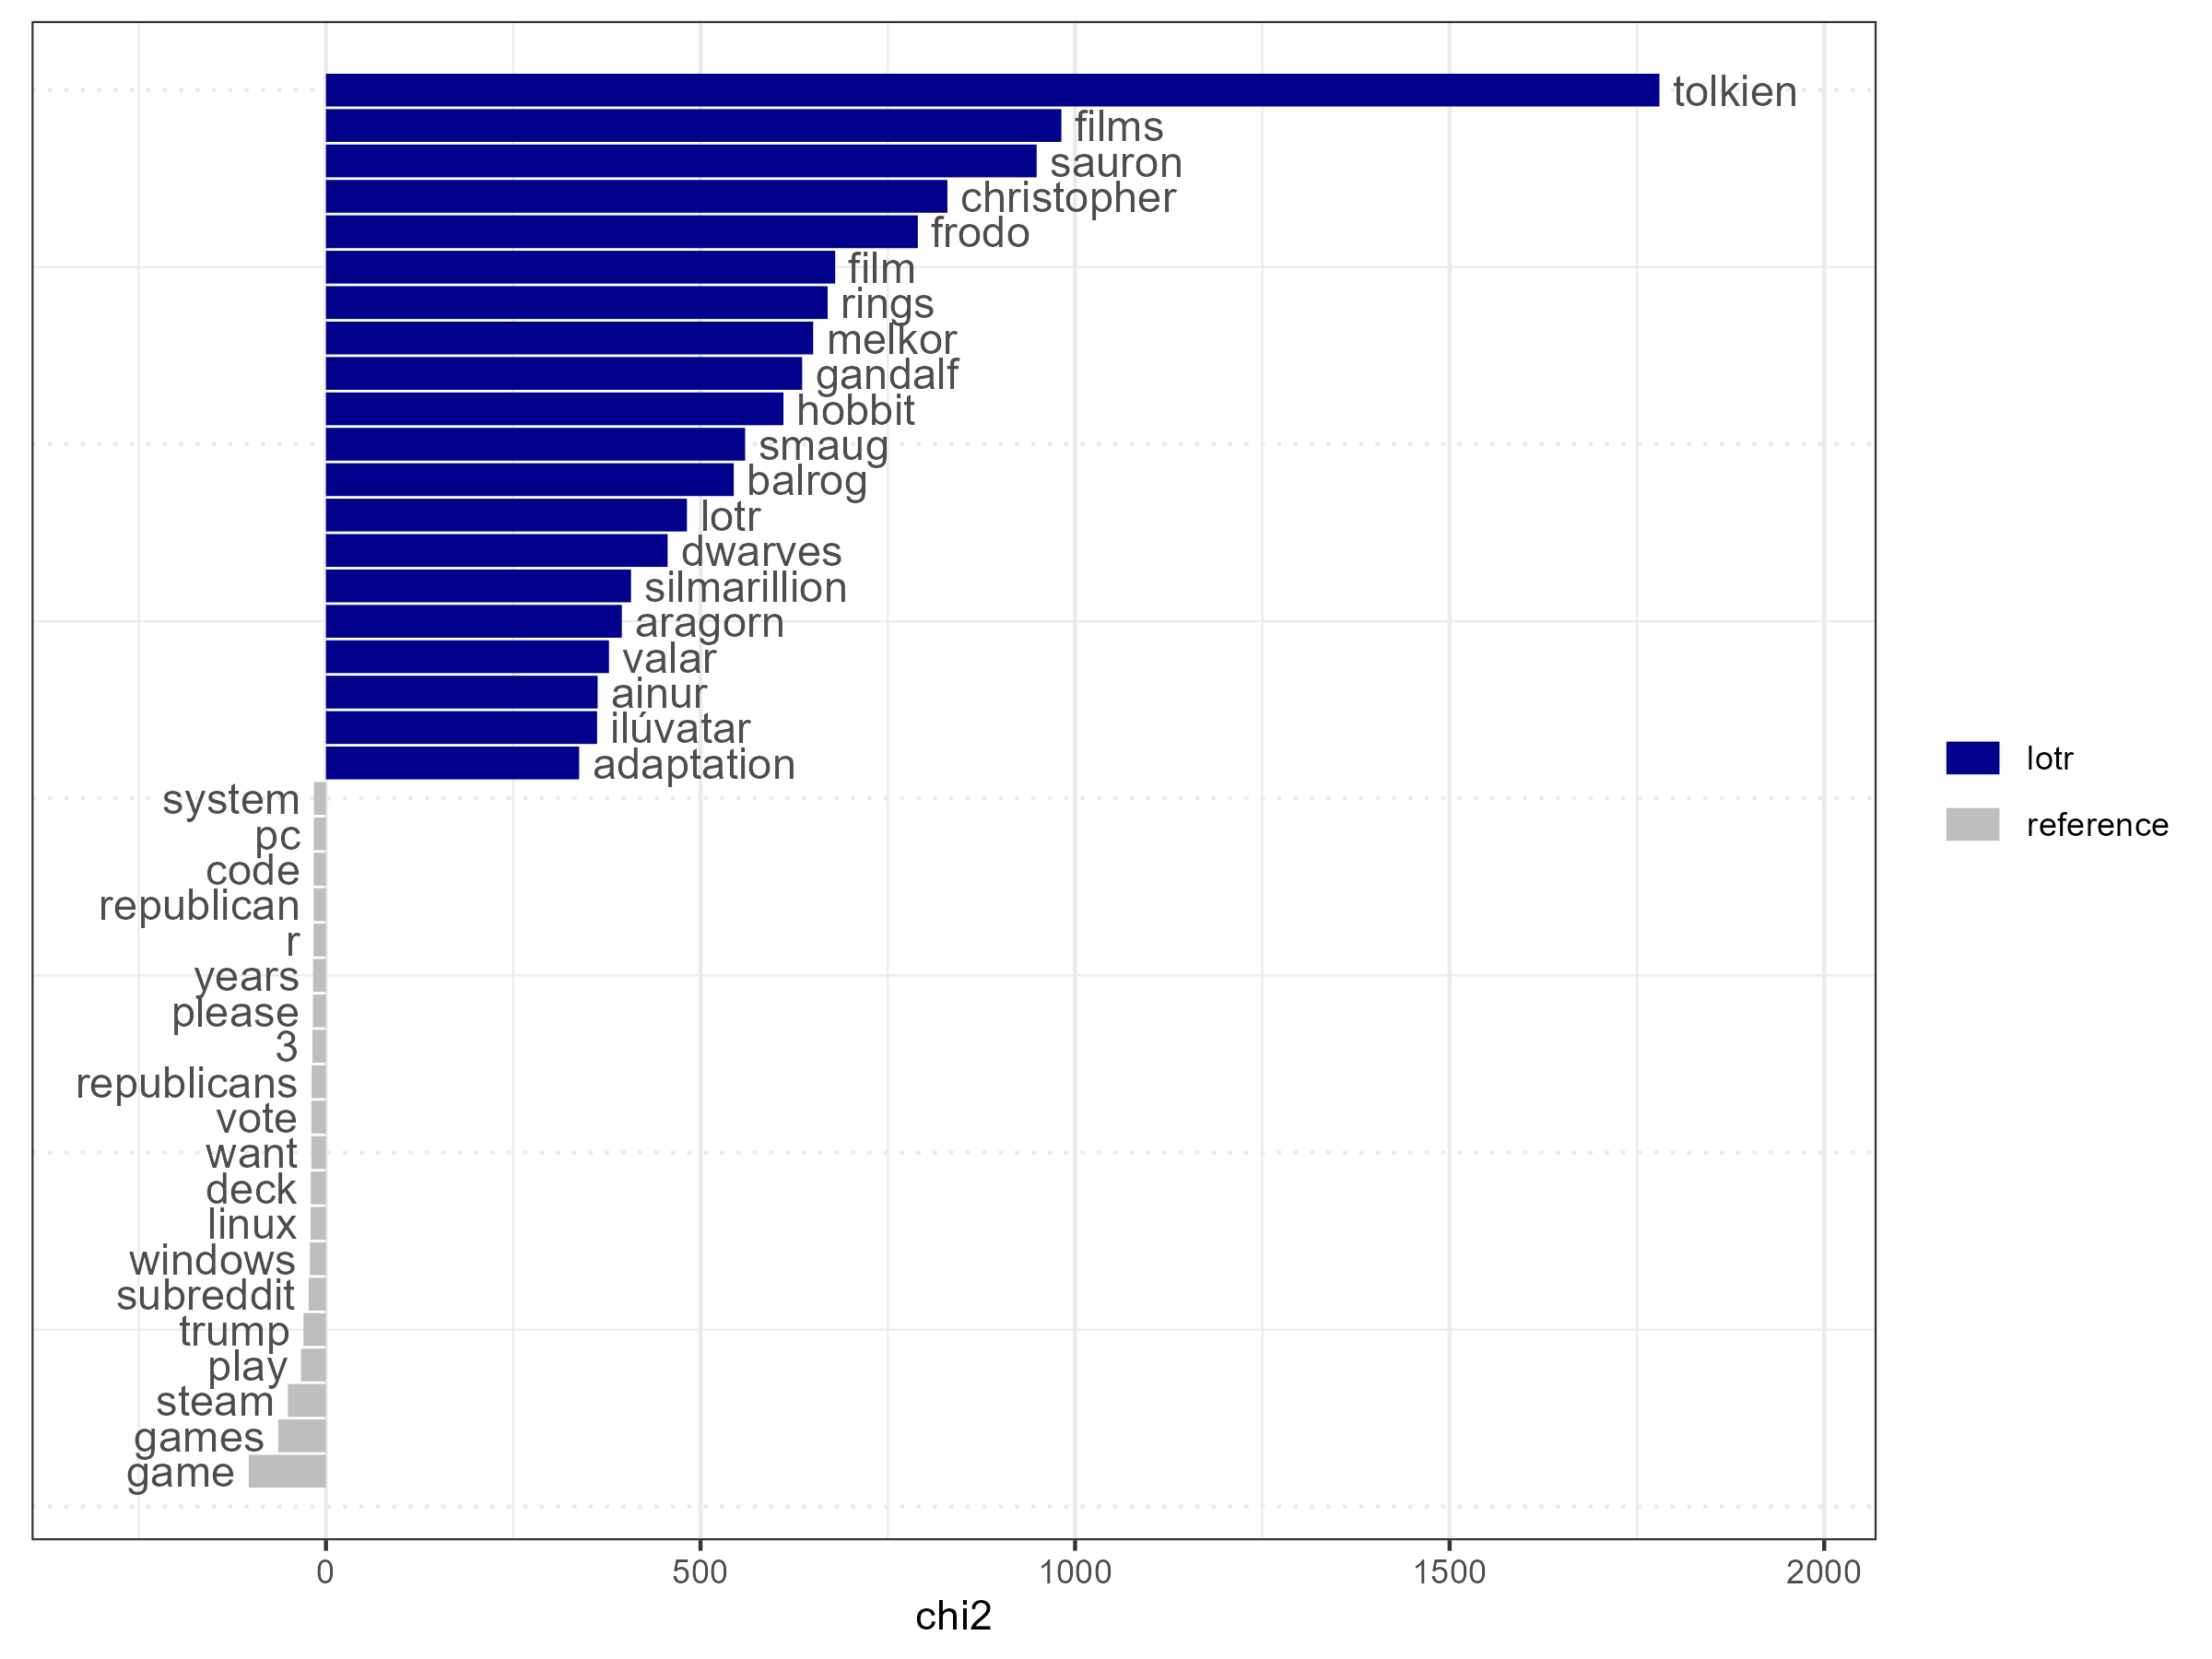 tolkien
films
sauron
christopher
frodo
film
rings
melkor
gandalf
hobbit
smaug
balrog
lotr
dwarves
silmarillion
aragorn
valar
ainur
ilúvatar
adaptation
system
pc
code
republican
r
years
please
3
republicans
vote
want
deck
linux
windows
subreddit
trump
play
steam
games
game
0 500 1000 1500 2000
chi2
lotr
reference